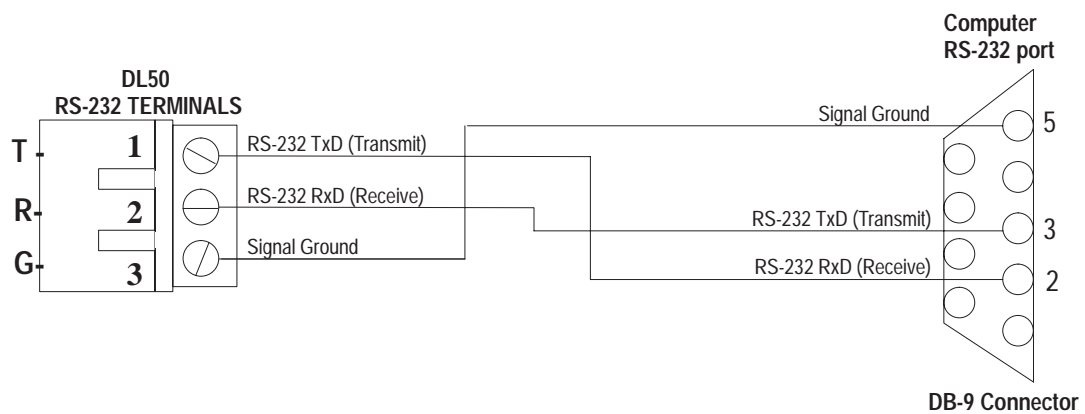 Computer
RS-232 port
DL50
RS-232 TERMINALS
Signal Ground
5
T
1
RS-232 TxD (Transmit)
R
2
RS-232 RxD (Receive)
RS-232 TxD (Transmit)
3
G
3
Signal Ground
RS-232 RxD (Receive)
2
DB-9 Connector